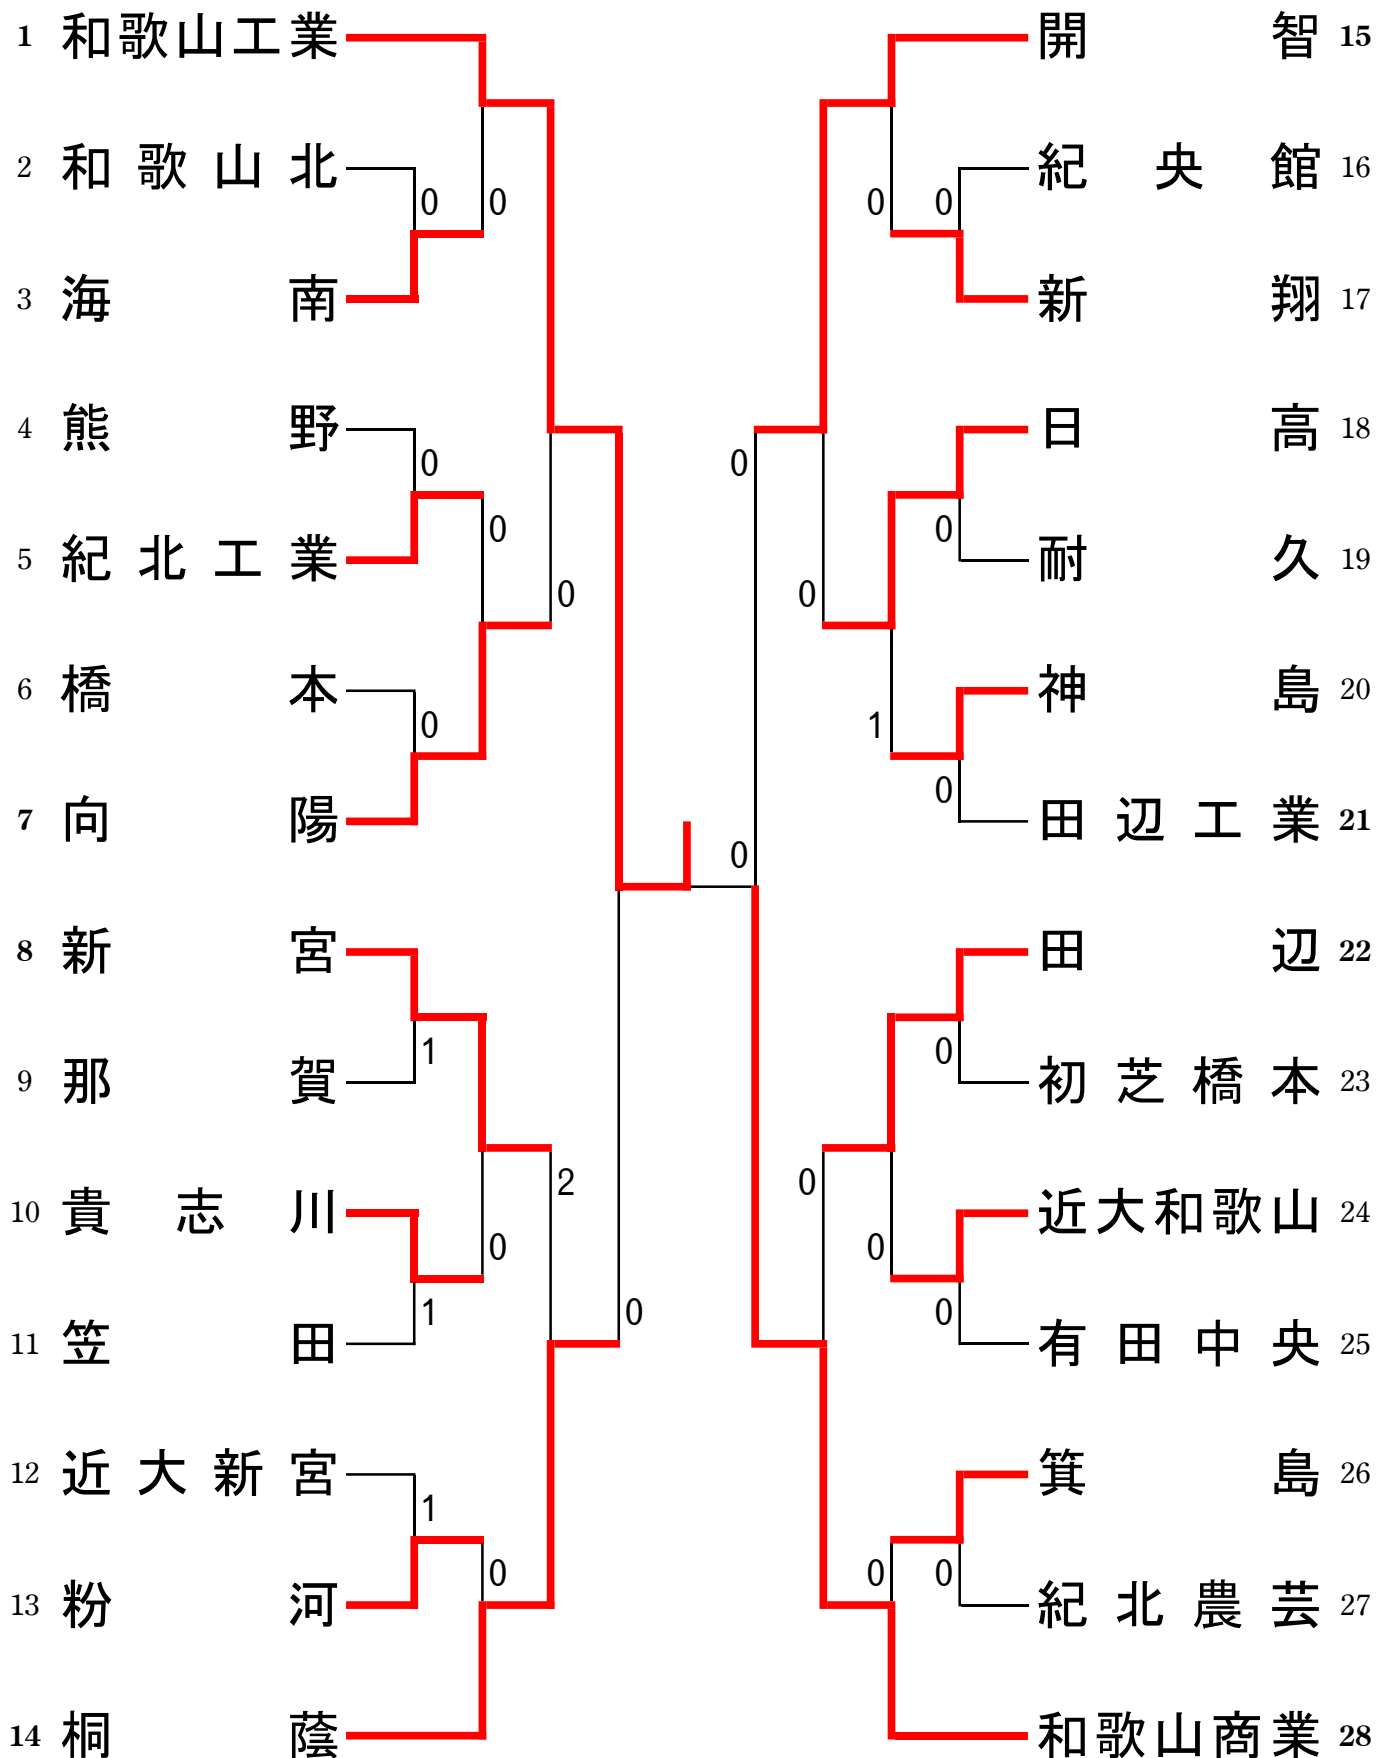 1 和歌山工業
2 和歌山北
0 0
3 海南
4 熊野
0
0
5 紀北工業
0
6 橋本
0
7 向陽
8 新宮
1
9 那賀
2
10 貴志川
0
1
11 笠田
0
12 近大新宮
1
0
13 粉河
14 桐蔭
開智 15
紀央館 16
0 0
新翔 17
日高 18
0
0
耐久 19
0
神島 20
1
0
田辺工業 21
0
田辺 22
0
初芝橋本 23
0
近大和歌山 24
0
0
有田中央 25
箕島 26
0 0
紀北農芸 27
和歌山商業 28